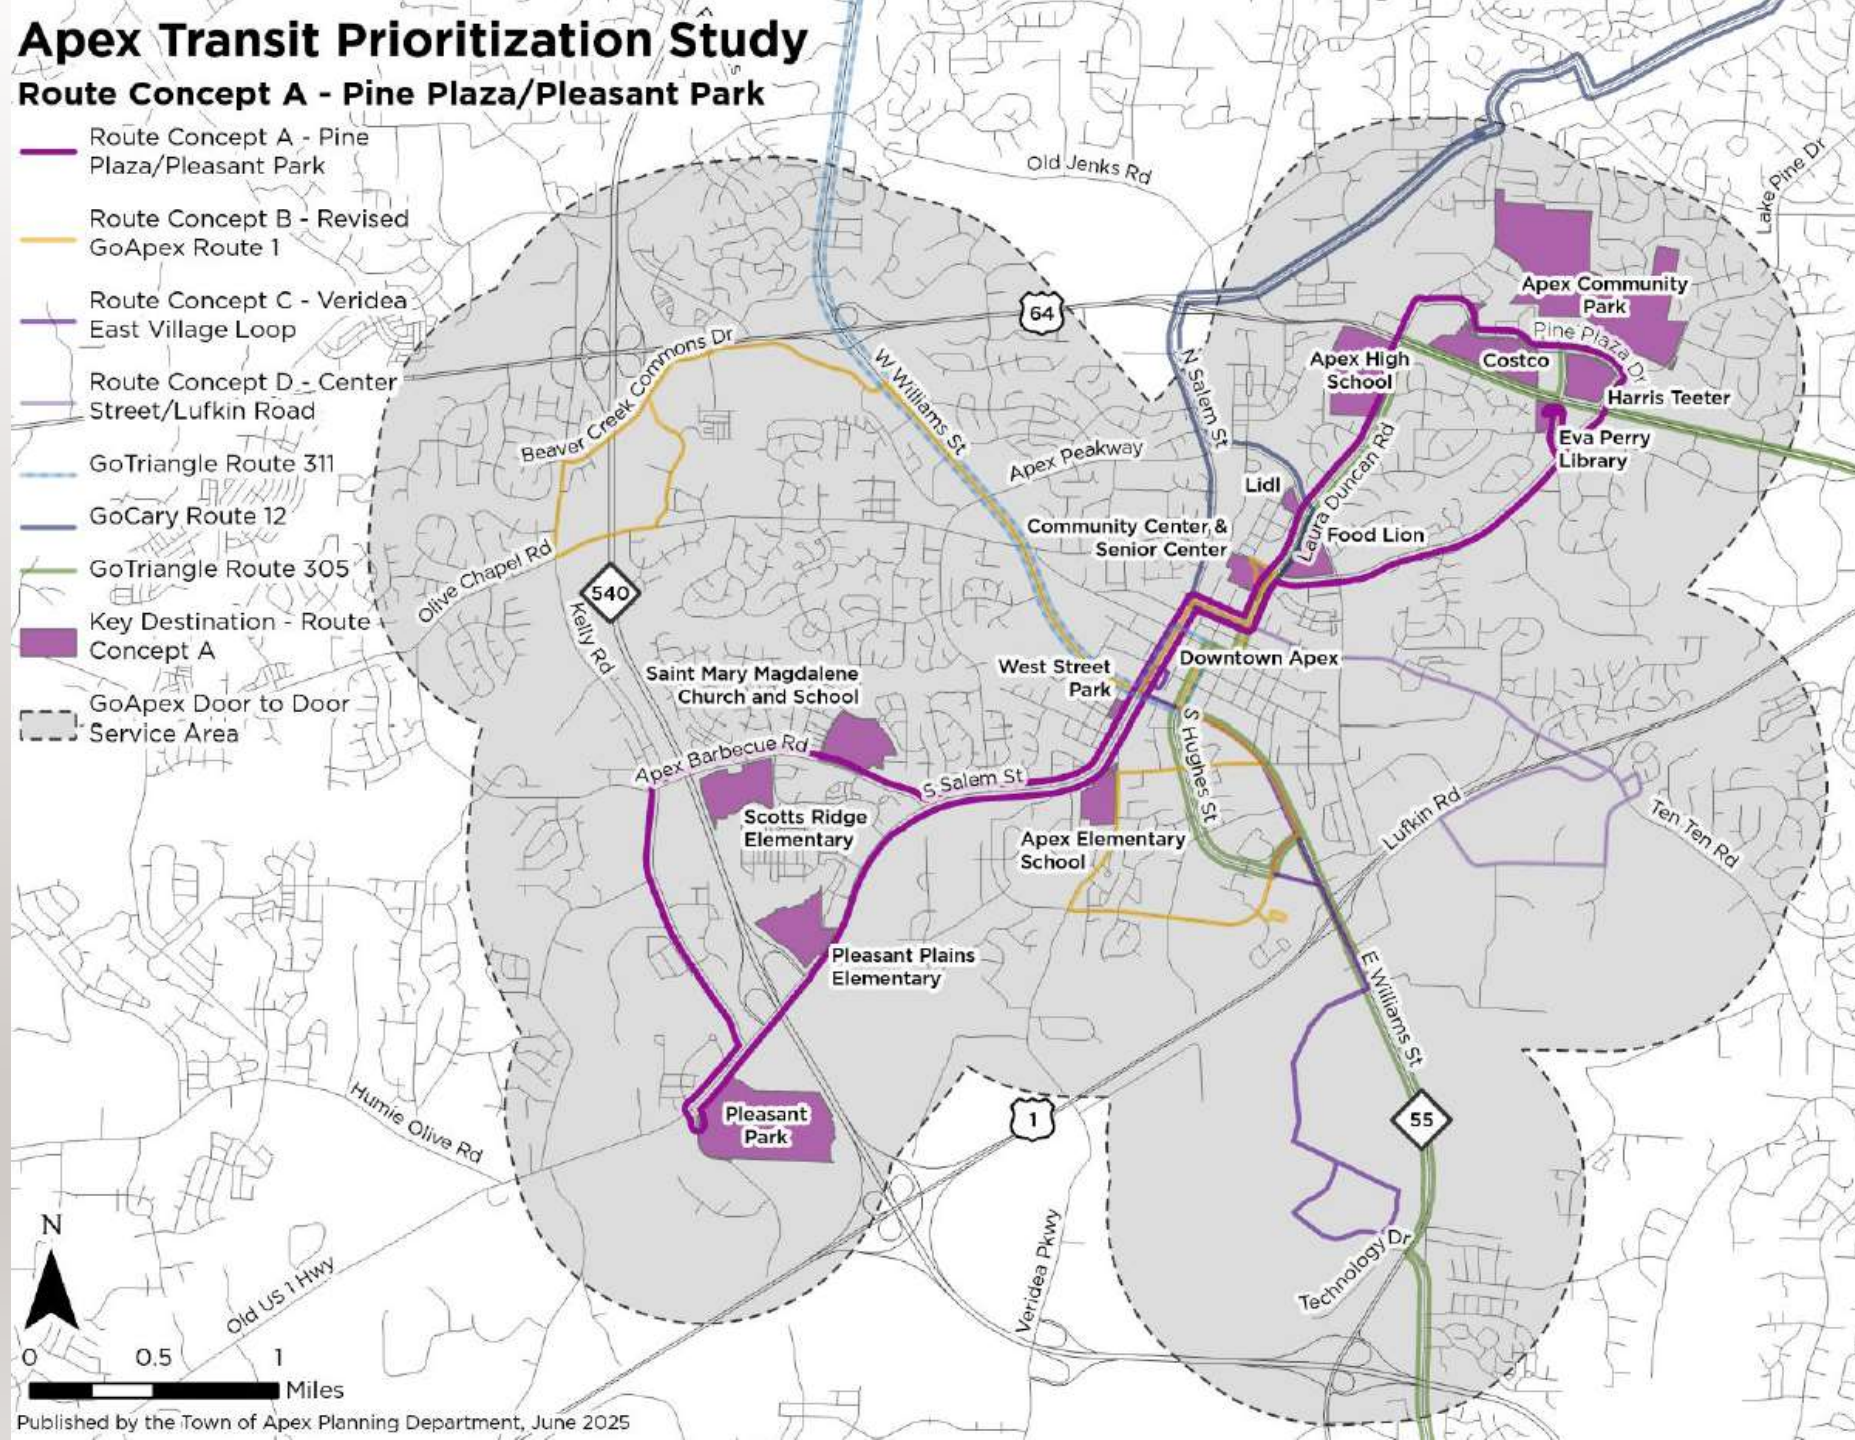 Apex Transit Prioritization Study
Route Concept A - Pine Plaza/Pleasant Park
Route Concept A - Pine
Plaza/Pleasant Park
Route Concept B - Revised
GoApex Route 1
Route Concept C - Veridea
East Village Loop
Route Concept D - Center
Street/Lufkin Road
GoTriangle Route 311
GoCary Route 12
GoTriangle Route 305
Key Destination - Route
Concept A
GoApex Door to Door
Service Area
Old Jenks Rd
Lake Pine Dr
64
Apex Community
Park
Pine Plaza Dr
Beaver Creek Commons Dr
W Williams St
N Salem St
Apex High
School
Costco
Harris Teeter
Apex Peakway
Laura Duncan Rd
Eva Perry
Library
Lidl
Community Center &
Senior Center
Food Lion
Olive Chapel Rd
540
Kelly Rd
Saint Mary Magdalene
Church and School
West Street
Park
Downtown Apex
S Hughes St
Apex Barbecue Rd
S Salem St
Scotts Ridge
Elementary
Apex Elementary
School
Lufkin Rd
Ten Ten Rd
Pleasant Plains
Elementary
E Williams St
Humie Olive Rd
Pleasant
Park
1
55
Veridea Pkwy
Technology Dr
Old US 1 Hwy
N
0 0.5 1
Miles
Published by the Town of Apex Planning Department, June 2025